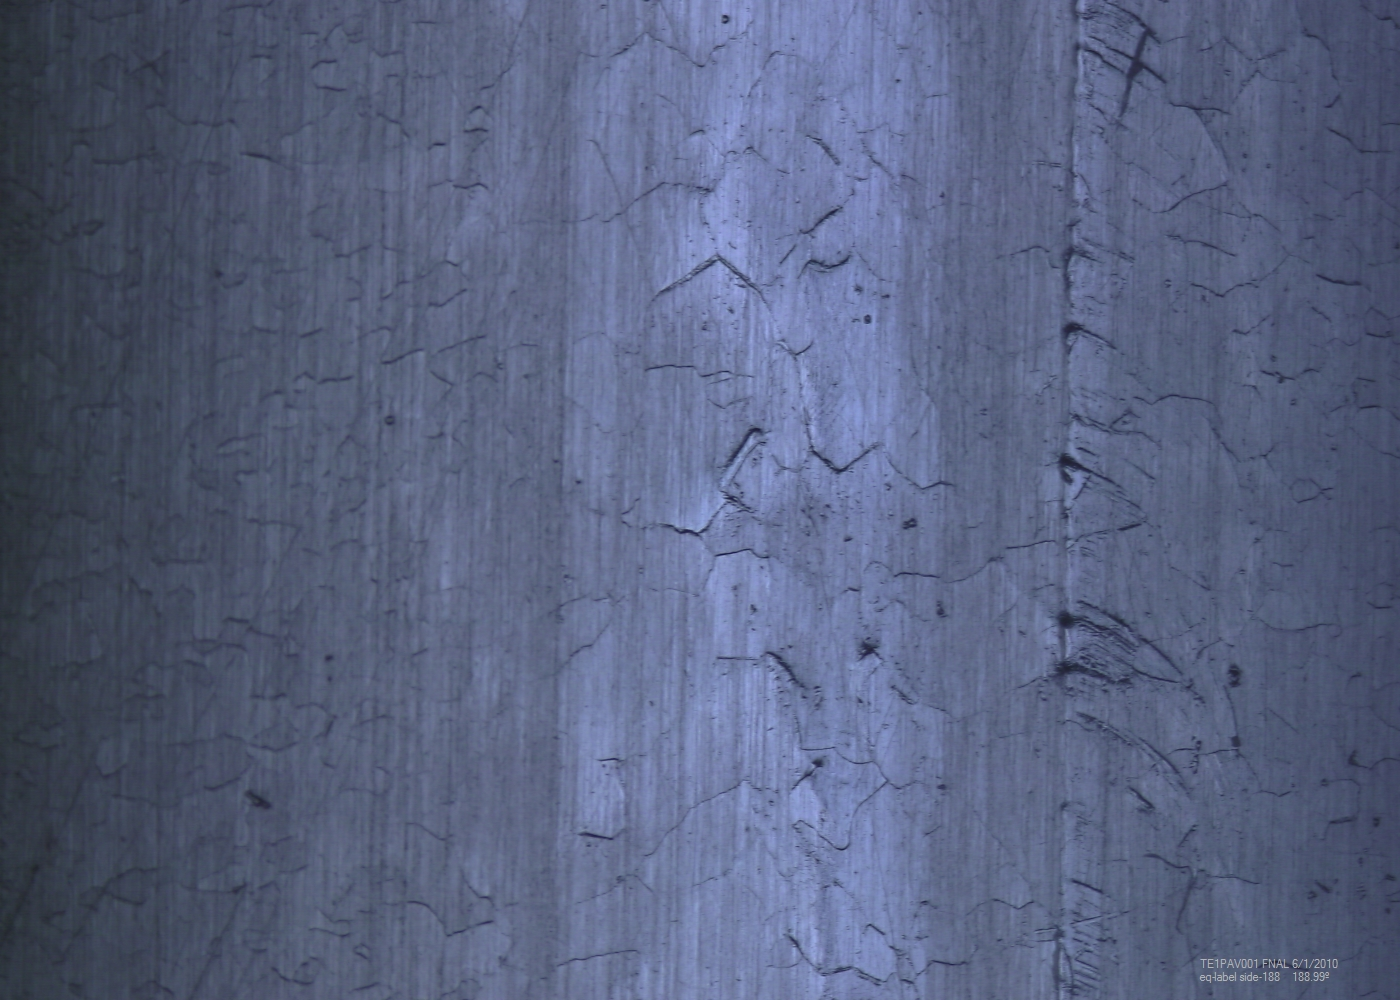 TE1PAV001 FNAL 6/1/2010
eq-label side-188 188.99º